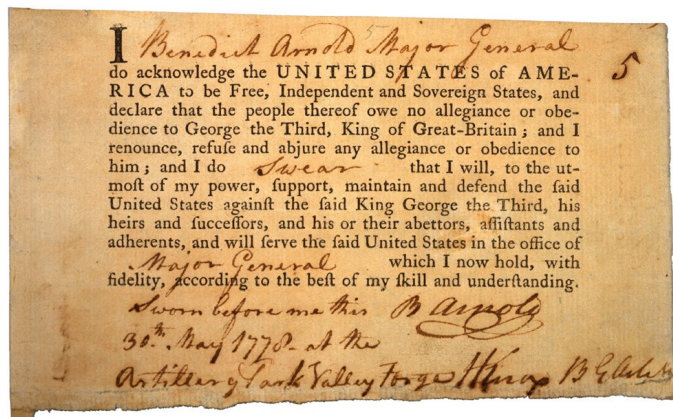 I Benedict Arnold Major General
do acknowledge the UNITED STATES of AME- 5
RICA to be Free, Independent and Sovereign States, and
declare that the people thereof owe no allegiance or obe-
dience to George the Third, King of Great-Britain; and I
renounce, refuſe and abjure any allegiance or obedience to
him; and I do swear that I will, to the ut-
moſt of my power, ſupport, maintain and defend the ſaid
United States againſt the ſaid King George the Third, his
heirs and ſucceſſors, and his or their abettors, aſſiſtants and
adherents, and will ſerve the ſaid United States in the office of
Major General which I now hold, with
fidelity, according to the beſt of my ſkill and underſtanding.
Sworn before me this B Arnold
30th May 1778 - at the
Artillery Park Valley Forge HKnox B G Artil